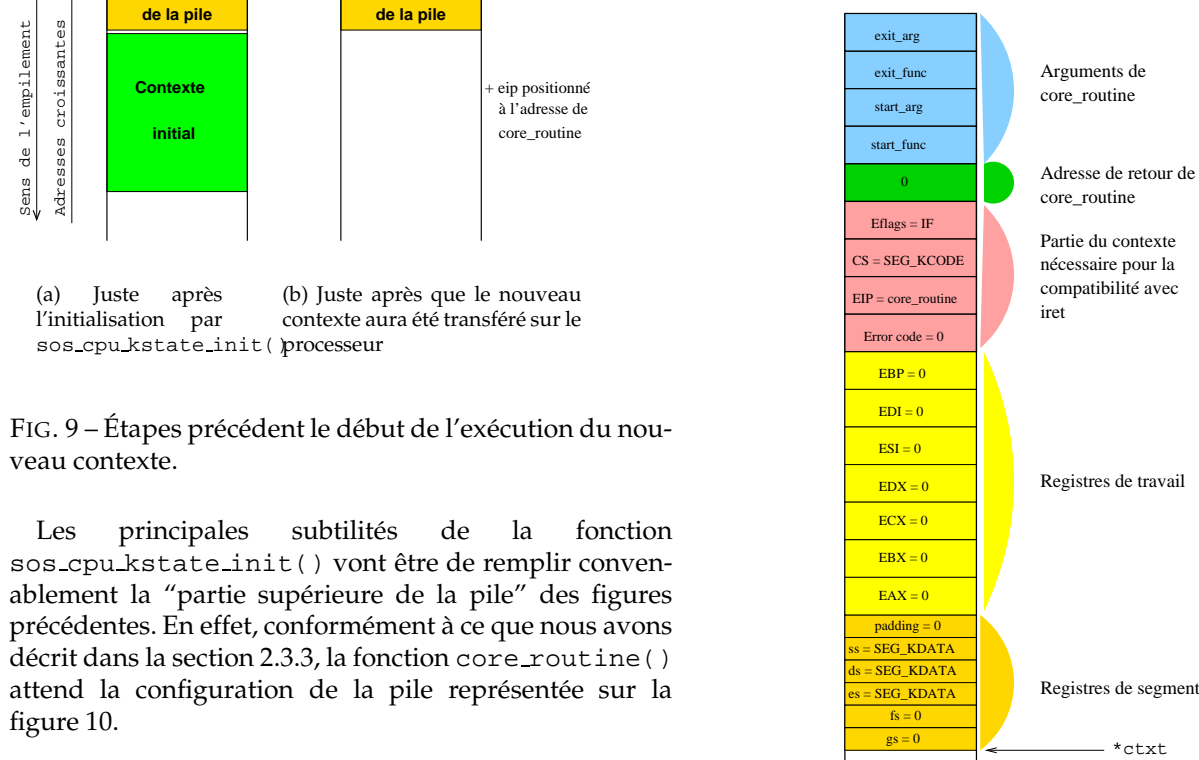 Sens de l'empilement
Adresses croissantes
de la pile
Contexte
initial
de la pile
+ eip positionné
à l'adresse de
core_routine
(a) Juste après
l'initialisation par
sos_cpu_kstate_init()
(b) Juste après que le nouveau
contexte aura été transféré sur le
processeur
FIG. 9 – Étapes précédent le début de l'exécution du nou-
veau contexte.
Les principales subtilités de la fonction
sos_cpu_kstate_init() vont être de remplir conven-
ablement la “partie supérieure de la pile” des figures
précédentes. En effet, conformément à ce que nous avons
décrit dans la section 2.3.3, la fonction core_routine()
attend la configuration de la pile représentée sur la
figure 10.
exit_arg
exit_func
start_arg
start_func
Arguments de
core_routine
0
Adresse de retour de
core_routine
Eflags = IF
CS = SEG_KCODE
EIP = core_routine
Error code = 0
Partie du contexte
nécessaire pour la
compatibilité avec
iret
EBP = 0
EDI = 0
ESI = 0
EDX = 0
ECX = 0
EBX = 0
EAX = 0
Registres de travail
padding = 0
ss = SEG_KDATA
ds = SEG_KDATA
es = SEG_KDATA
fs = 0
gs = 0
Registres de segment
*ctxt